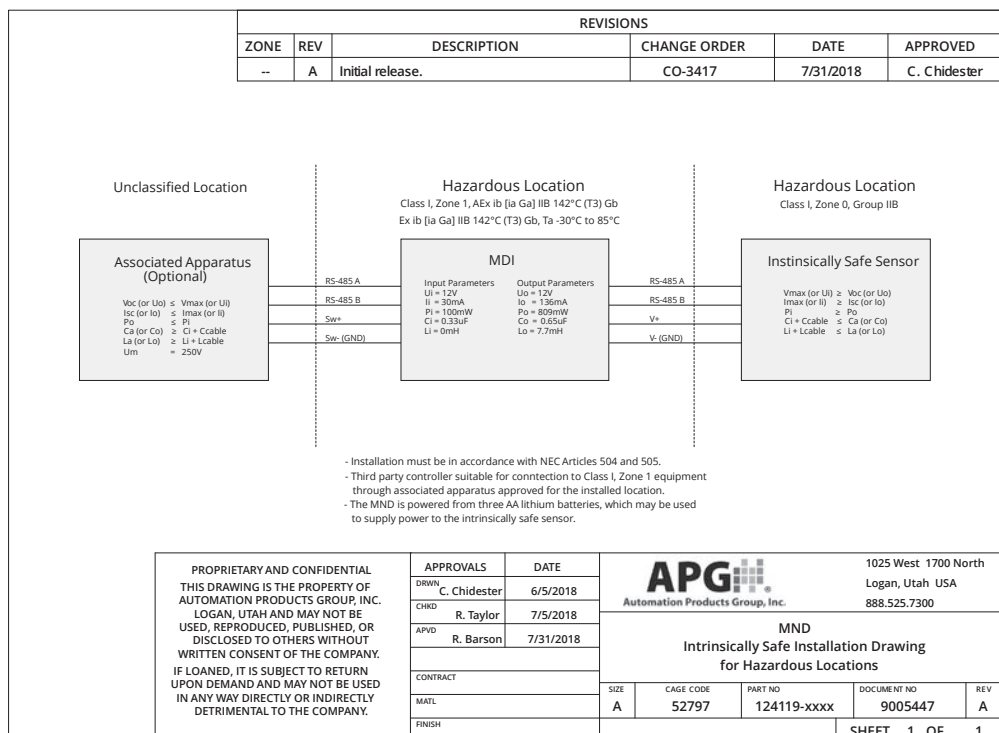 REVISIONS
ZONE REV DESCRIPTION CHANGE ORDER DATE APPROVED
-- A Initial release. CO-3417 7/31/2018 C. Chidester
Unclassified Location
Hazardous Location
Class I, Zone 1, AEx ib [ia Ga] IIB 142°C (T3) Gb
Ex ib [ia Ga] IIB 142°C (T3) Gb, Ta -30°C to 85°C
Hazardous Location
Class I, Zone 0, Group IIB
Associated Apparatus
(Optional)
Voc (or Uo) ≤ Vmax (or Ui)
Isc (or Io) ≤ Imax (or Ii)
Po ≤ Pi
Ca (or Co) ≥ Ci + Ccable
La (or Lo) ≥ Li + Lcable
Um = 250V
RS-485 A
RS-485 B
Sw+
Sw- (GND)
MDI
Input Parameters
Ui = 12V
Ii = 30mA
Pi = 100mW
Ci = 0.33uF
Li = 0mH
Output Parameters
Uo = 12V
Io = 136mA
Po = 809mW
Co = 0.65uF
Lo = 7.7mH
RS-485 A
RS-485 B
V+
V- (GND)
Instinsically Safe Sensor
Vmax (or Ui) ≥ Voc (or Uo)
Imax (or Ii) ≥ Isc (or Io)
Pi ≥ Po
Ci + Ccable ≤ Ca (or Co)
Li + Lcable ≤ La (or Lo)
- Installation must be in accordance with NEC Articles 504 and 505.
- Third party controller suitable for conntection to Class I, Zone 1 equipment
through associated apparatus approved for the installed location.
- The MND is powered from three AA lithium batteries, which may be used
to supply power to the intrinsically safe sensor.
PROPRIETARY AND CONFIDENTIAL
THIS DRAWING IS THE PROPERTY OF
AUTOMATION PRODUCTS GROUP, INC.
LOGAN, UTAH AND MAY NOT BE
USED, REPRODUCED, PUBLISHED, OR
DISCLOSED TO OTHERS WITHOUT
WRITTEN CONSENT OF THE COMPANY.
IF LOANED, IT IS SUBJECT TO RETURN
UPON DEMAND AND MAY NOT BE USED
IN ANY WAY DIRECTLY OR INDIRECTLY
DETRIMENTAL TO THE COMPANY.
APPROVALS DATE
DRWN C. Chidester 6/5/2018
CHKD R. Taylor 7/5/2018
APVD R. Barson 7/31/2018
CONTRACT
MATL
FINISH
APG
Automation Products Group, Inc.
1025 West 1700 North
Logan, Utah USA
888.525.7300
MND
Intrinsically Safe Installation Drawing
for Hazardous Locations
SIZE CAGE CODE PART NO DOCUMENT NO REV
A 52797 124119-xxxx 9005447 A
SHEET 1 OF 1